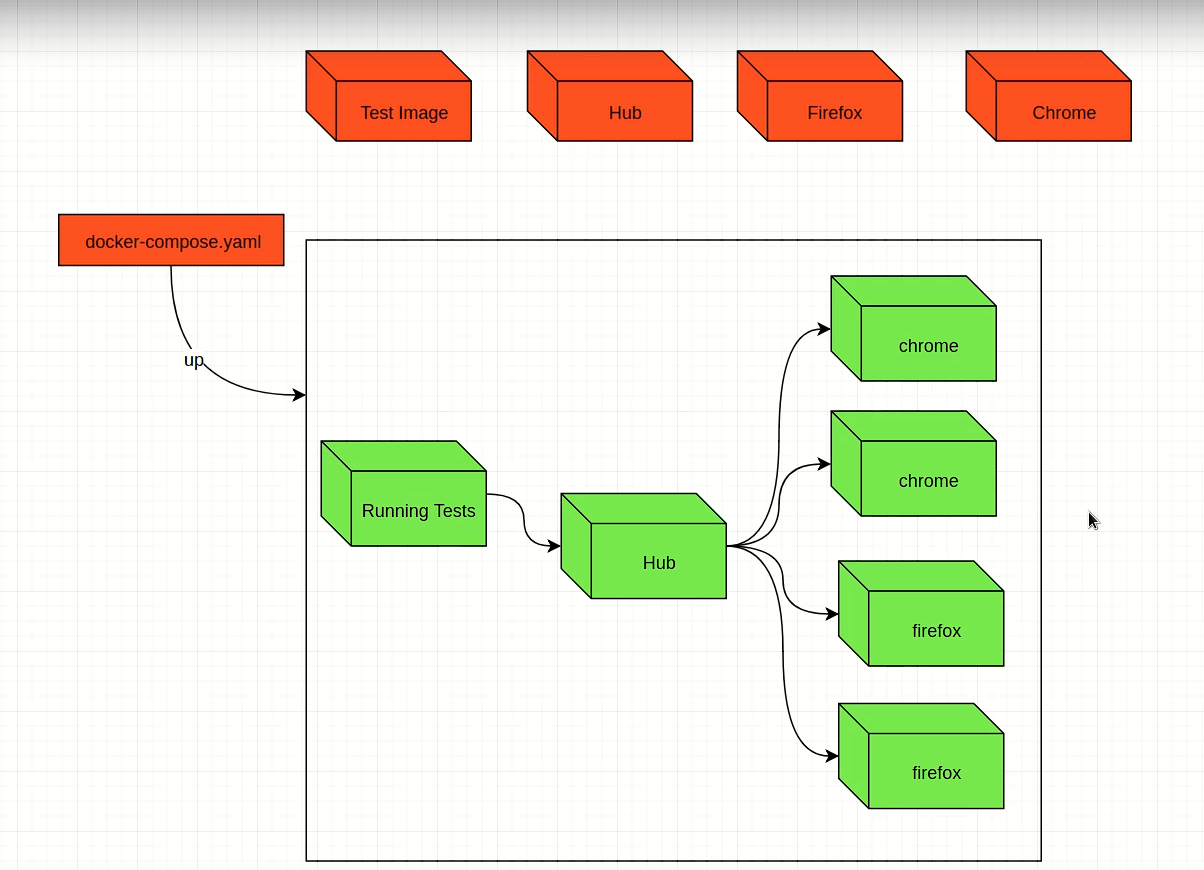 Test Image
Hub
Firefox
Chrome
docker-compose.yaml
up
chrome
chrome
Running Tests
Hub
firefox
firefox